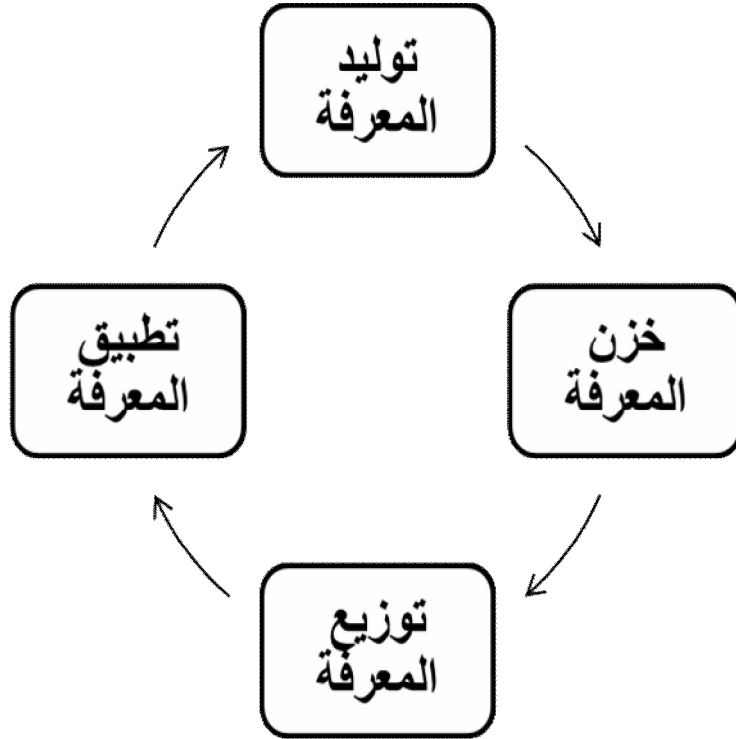 توليد
المعرفة
خزن
المعرفة
توزيع
المعرفة
تطبيق
المعرفة